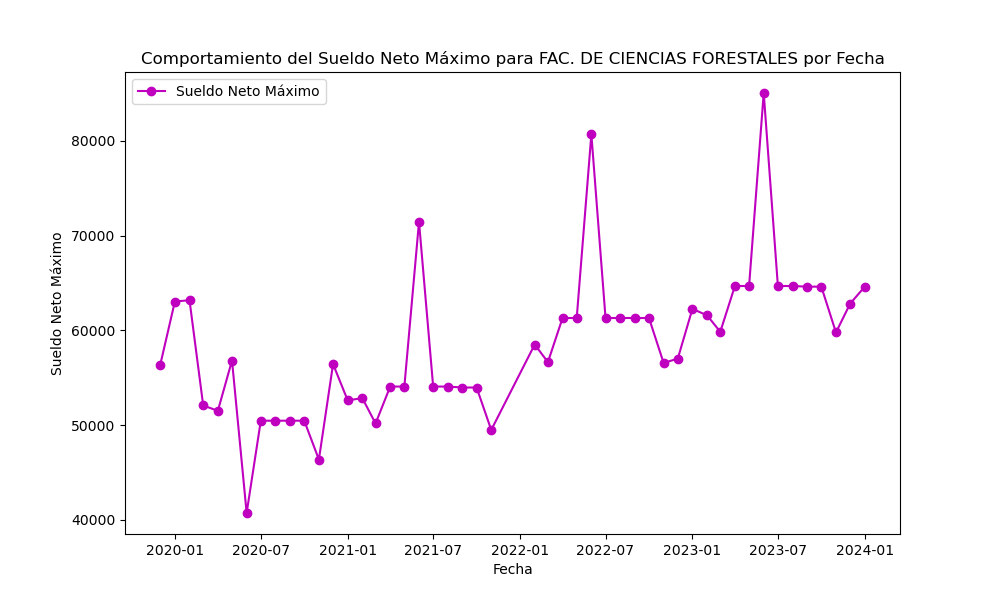 Comportamiento del Sueldo Neto Máximo para FAC. DE CIENCIAS FORESTALES por Fecha
Sueldo Neto Máximo
80000
70000
60000
50000
40000
Sueldo Neto Máximo
2020-01 2020-07 2021-01 2021-07 2022-01 2022-07 2023-01 2023-07 2024-01
Fecha